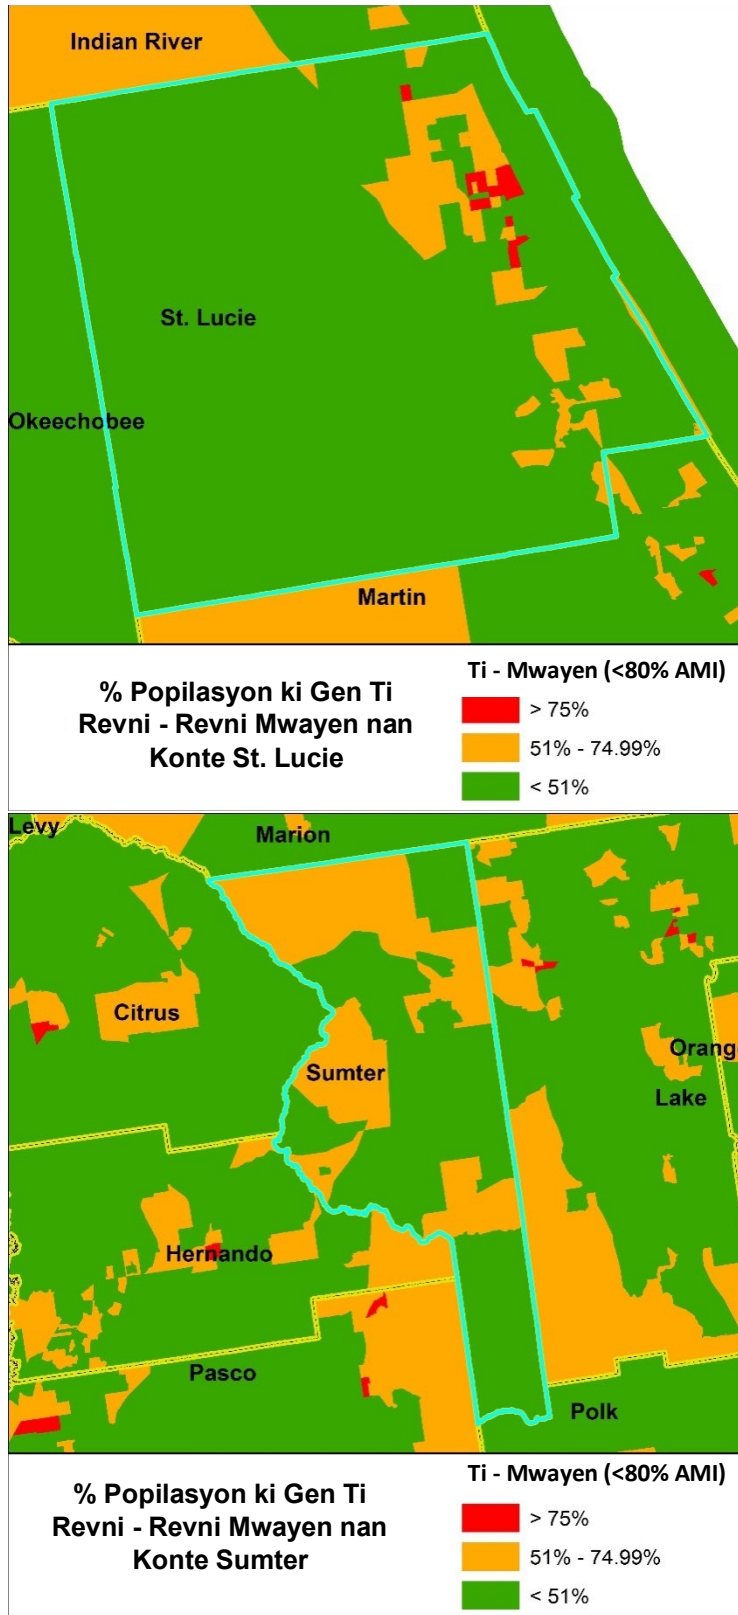 Indian River
St. Lucie
Okeechobee
Martin
% Popilasyon ki Gen Ti
Revni - Revni Mwayen nan
Konte St. Lucie
Ti - Mwayen (<80% AMI)
> 75%
51% - 74.99%
< 51%
Levy
Marion
Citrus
Sumter
Orang
Lake
Hernando
Pasco
Polk
% Popilasyon ki Gen Ti
Revni - Revni Mwayen nan
Konte Sumter
Ti - Mwayen (<80% AMI)
> 75%
51% - 74.99%
< 51%